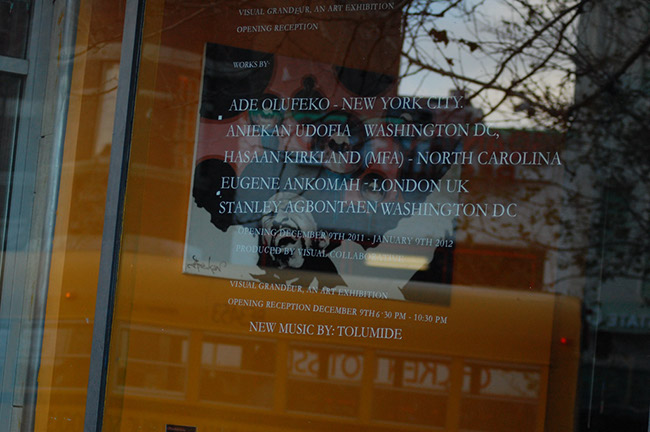 VISUAL GRANDEUR, AN ART EXHIBITION
OPENING RECEPTION
WORKS BY·
ADE OLUFEKO - NEW YORK CITY.
ANIEKAN UDOFIA WASHINGTON DC,
HASAAN KIRKLAND (MFA) - NORTH CAROLINA
EUGENE ANKOMAH - LONDON UK
STANLEY AGBONTAEN WASHINGTON DC
OPENING DECEMBER 9TH 2011 - JANUARY 9TH 2012
PRODUCED BY VISUAL COLLABORATIVE
VISUAL GRANDEUR, AN ART EXHIBITION
OPENING RECEPTION DECEMBER 9TH 6:30 PM - 10:30 PM
NEW MUSIC BY: TOLUMIDE